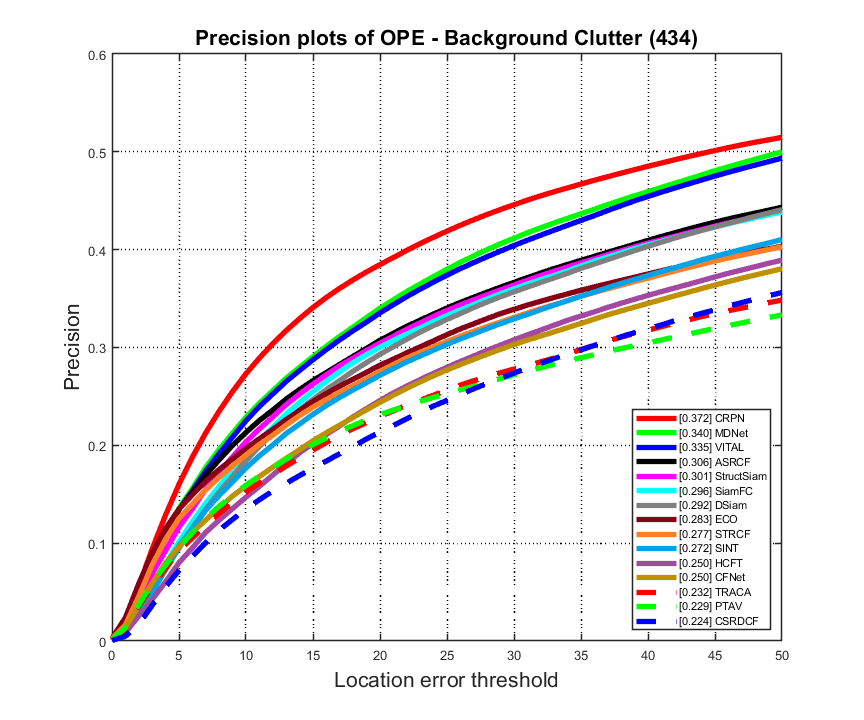 Precision plots of OPE - Background Clutter (434)
Precision
0.6
0.5
0.4
0.3
0.2
0.1
0
0 5 10 15 20 25 30 35 40 45 50
Location error threshold
[0.372] CRPN
[0.340] MDNet
[0.335] VITAL
[0.306] ASRCF
[0.301] StructSiam
[0.296] SiamFC
[0.292] DSiam
[0.283] ECO
[0.277] STRCF
[0.272] SINT
[0.250] HCFT
[0.250] CFNet
[0.232] TRACA
[0.229] PTAV
[0.224] CSRDCF